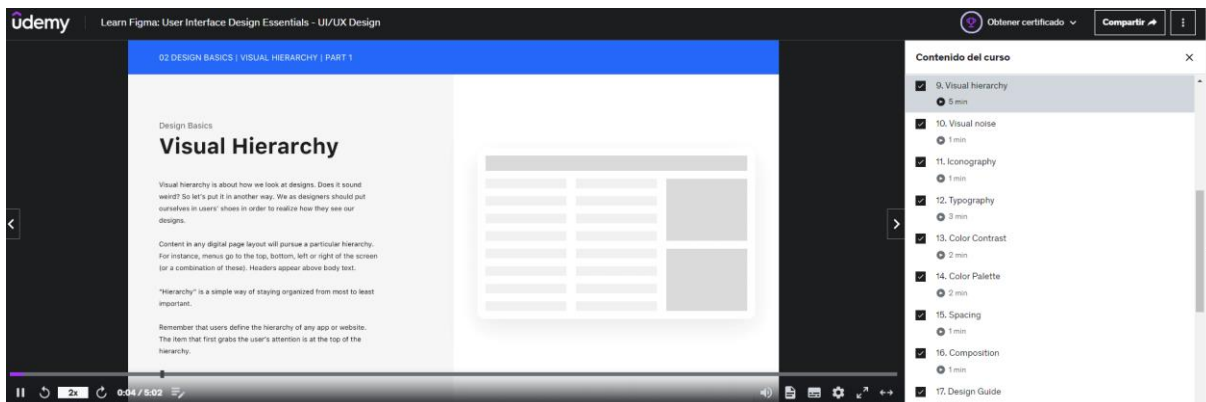 ûdemy
Learn Figma: User Interface Design Essentials - UI/UX Design
Obtener certificado
Compartir
02 DESIGN BASICS | VISUAL HIERARCHY | PART 1
Design Basics
Visual Hierarchy
Visual hierarchy is about how we look at designs. Does it sound
weird? So let's put it in another way. We as designers should put
ourselves in users' shoes in order to realize how they see our
designs.
Content in any digital page layout will pursue a particular hierarchy.
For instance, menus go to the top, bottom, left or right of the screen
(or a combination of these). Headers appear above body text.
"Hierarchy" is a simple way of staying organized from most to least
important.
Remember that users define the hierarchy of any app or website.
The item that first grabs the user's attention is at the top of the
hierarchy.
2x
0:04 / 5:02
Contenido del curso
9. Visual hierarchy
5 min
10. Visual noise
1 min
11. Iconography
1 min
12. Typography
3 min
13. Color Contrast
2 min
14. Color Palette
2 min
15. Spacing
1 min
16. Composition
1 min
17. Design Guide